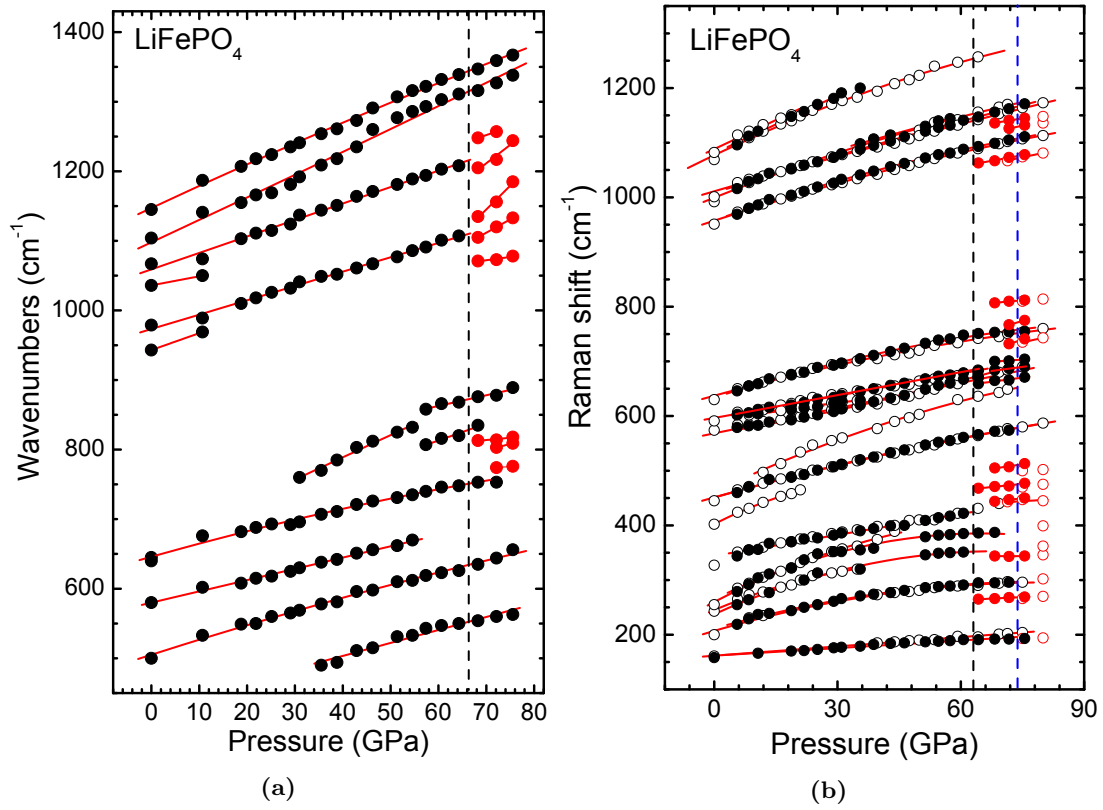 LiFePO4
1400
1200
1000
800
600
Wavenumbers (cm-1)
0 10 20 30 40 50 60 70 80
Pressure (GPa)
(a)
LiFePO4
1200
1000
800
600
400
200
Raman shift (cm-1)
0 30 60 90
Pressure (GPa)
(b)